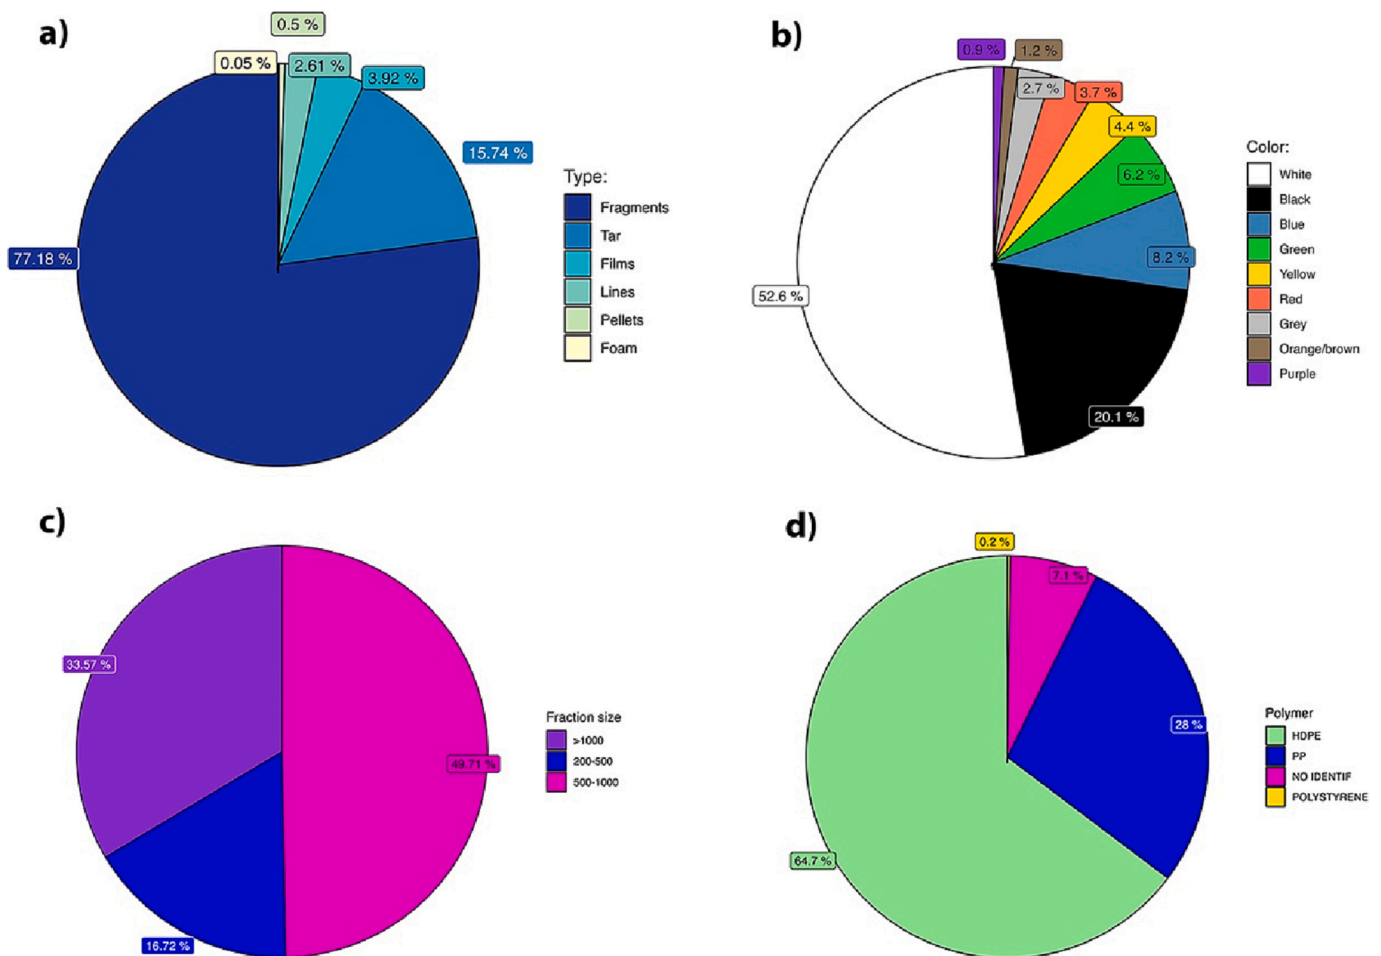 a)
0.5 %
0.05 %
2.61 %
3.92 %
15.74 %
77.18 %
Type:
Fragments
Tar
Films
Lines
Pellets
Foam
b)
0.9 %
1.2 %
2.7 %
3.7 %
4.4 %
6.2 %
8.2 %
52.6 %
20.1 %
Color:
White
Black
Blue
Green
Yellow
Red
Grey
Orange/brown
Purple
c)
33.57 %
49.71 %
16.72 %
Fraction size
>1000
200-500
500-1000
d)
0.2 %
7.1 %
28 %
64.7 %
Polymer
HDPE
PP
NO IDENTIF
POLYSTYRENE